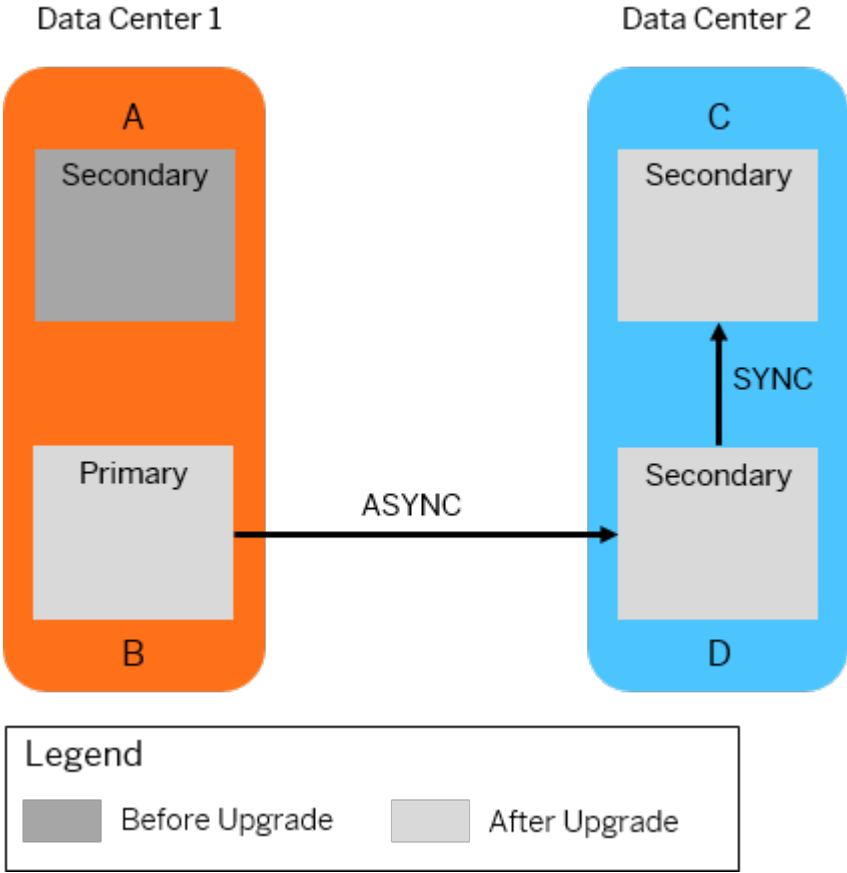 Data Center 1
Data Center 2
A
Secondary
C
Secondary
SYNC
Primary
ASYNC
Secondary
B
D
Legend
Before Upgrade
After Upgrade